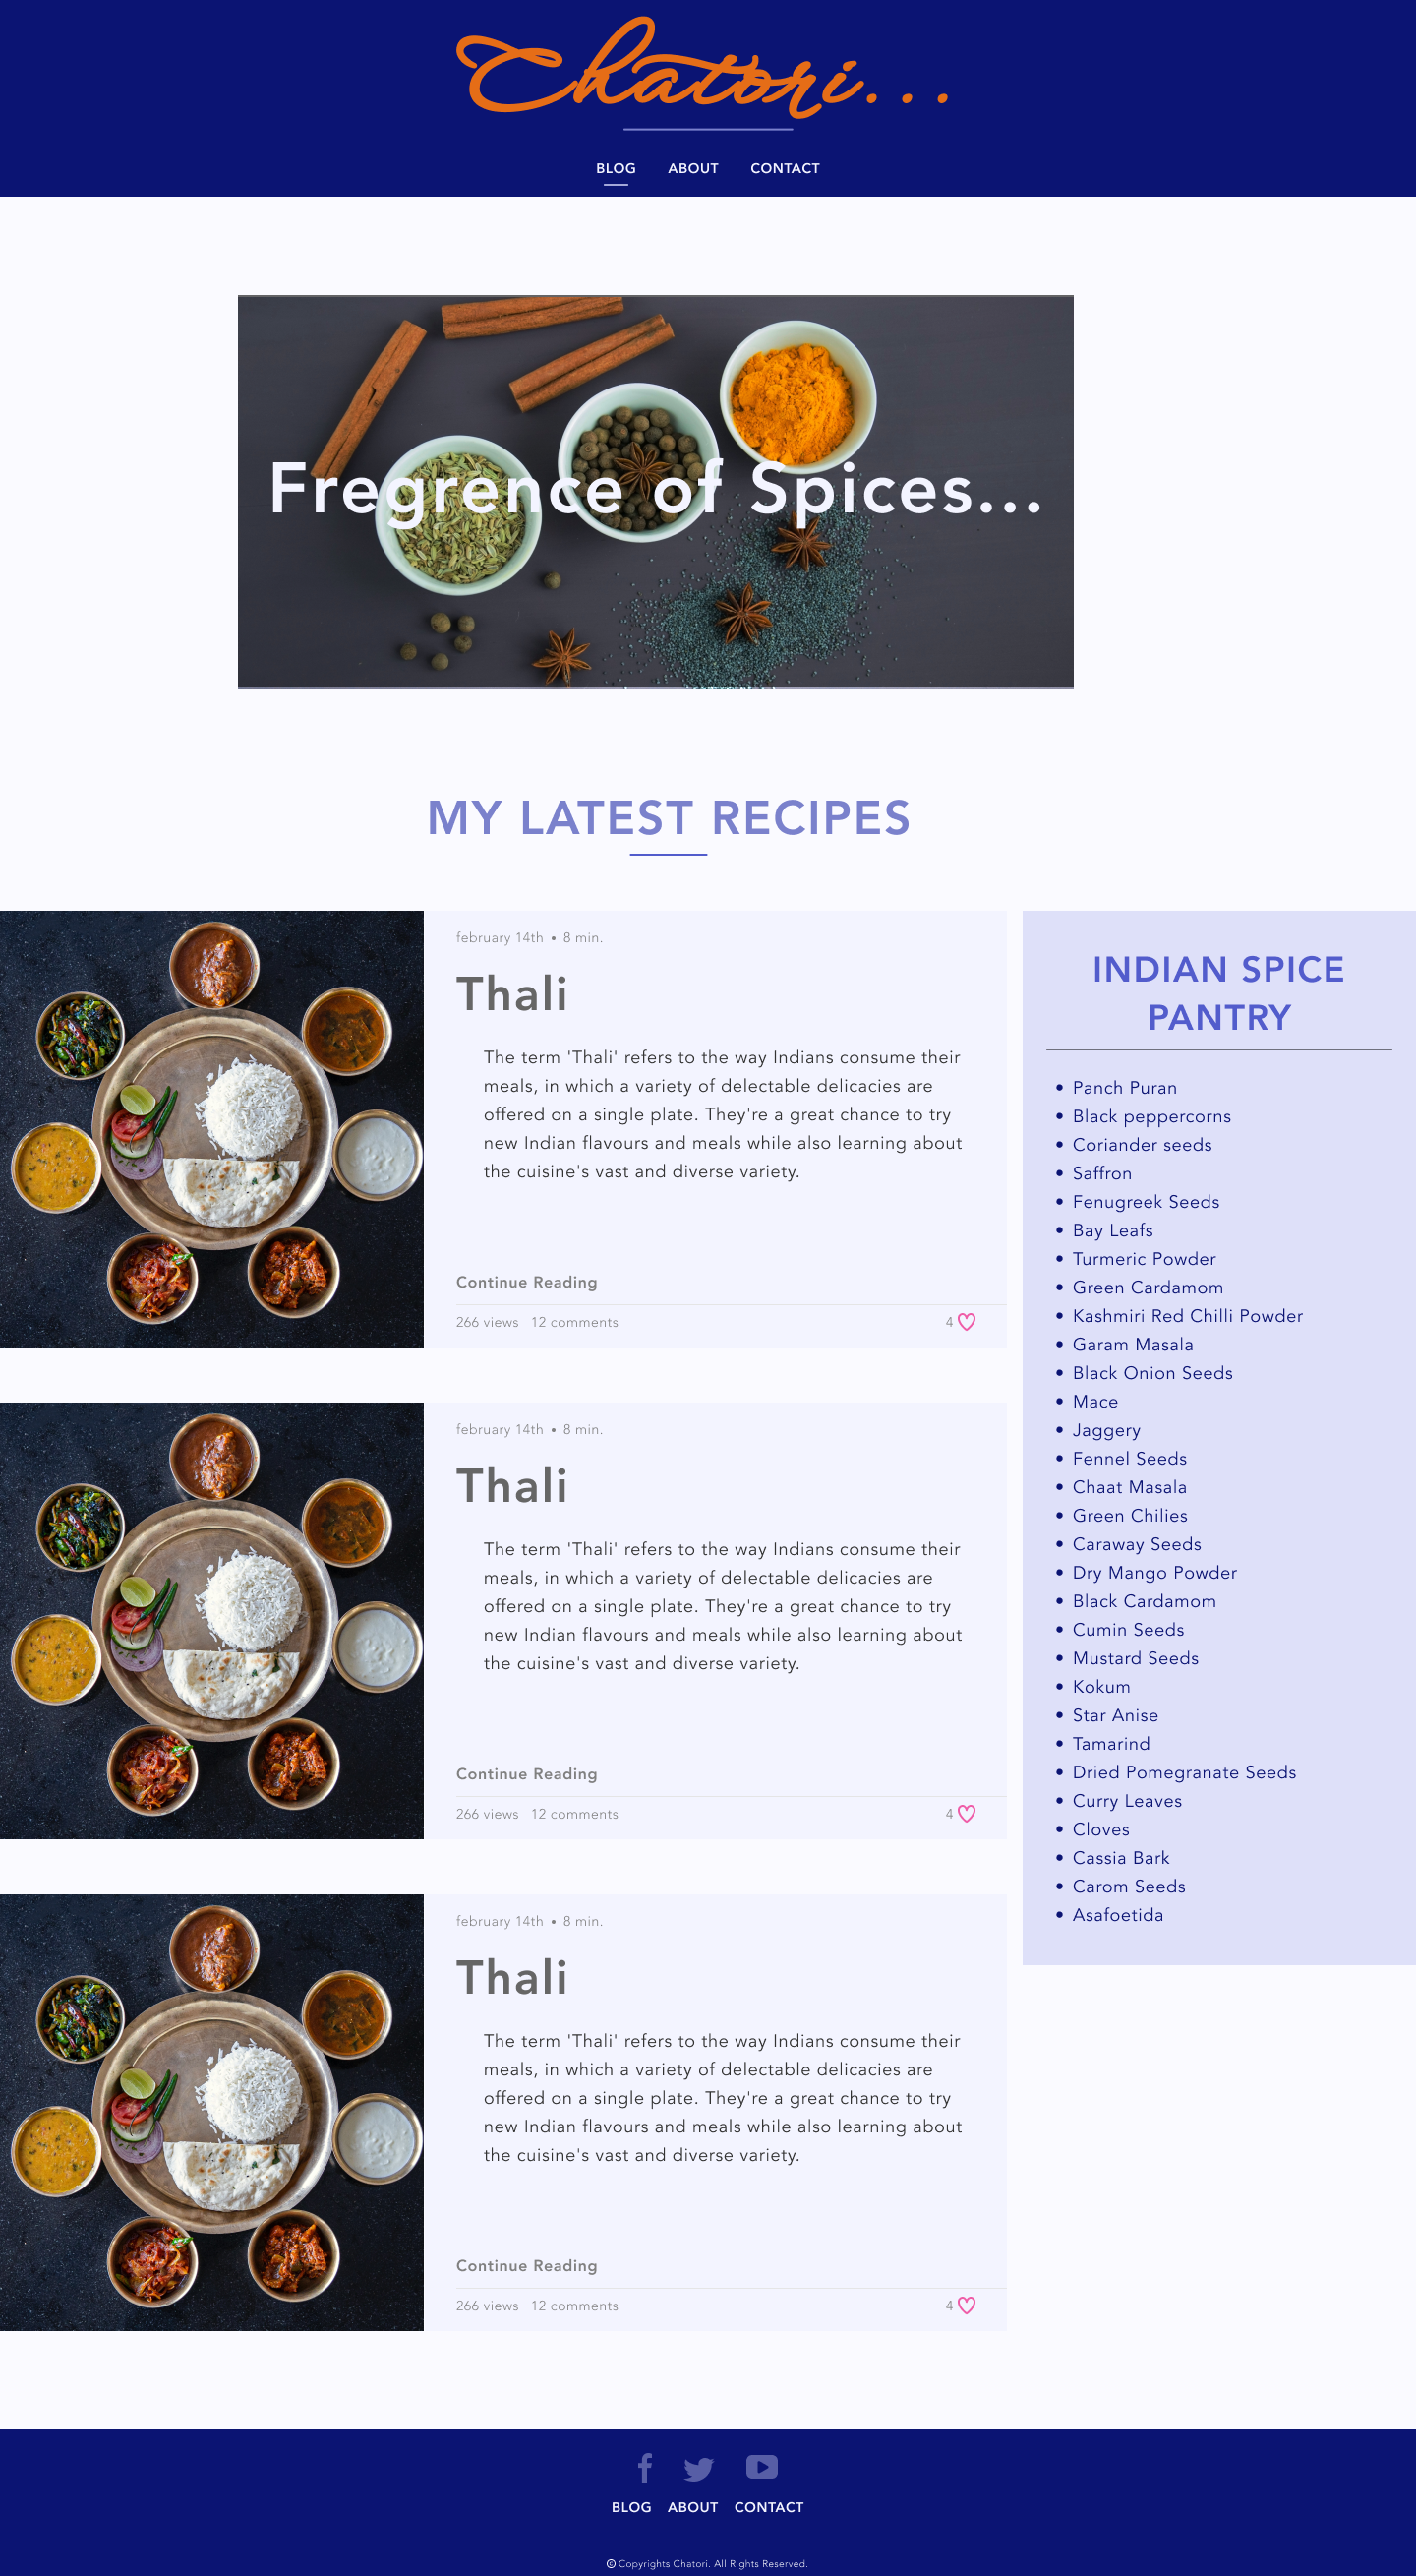 Chatori...
BLOG ABOUT CONTACT
Fregrence of Spices...
MY LATEST RECIPES
february 14th • 8 min.
Thali
The term 'Thali' refers to the way Indians consume their
meals, in which a variety of delectable delicacies are
offered on a single plate. They're a great chance to try
new Indian flavours and meals while also learning about
the cuisine's vast and diverse variety.
Continue Reading
266 views 12 comments 4
february 14th • 8 min.
Thali
The term 'Thali' refers to the way Indians consume their
meals, in which a variety of delectable delicacies are
offered on a single plate. They're a great chance to try
new Indian flavours and meals while also learning about
the cuisine's vast and diverse variety.
Continue Reading
266 views 12 comments 4
february 14th • 8 min.
Thali
The term 'Thali' refers to the way Indians consume their
meals, in which a variety of delectable delicacies are
offered on a single plate. They're a great chance to try
new Indian flavours and meals while also learning about
the cuisine's vast and diverse variety.
Continue Reading
266 views 12 comments 4
INDIAN SPICE
PANTRY
• Panch Puran
• Black peppercorns
• Coriander seeds
• Saffron
• Fenugreek Seeds
• Bay Leafs
• Turmeric Powder
• Green Cardamom
• Kashmiri Red Chilli Powder
• Garam Masala
• Black Onion Seeds
• Mace
• Jaggery
• Fennel Seeds
• Chaat Masala
• Green Chilies
• Caraway Seeds
• Dry Mango Powder
• Black Cardamom
• Cumin Seeds
• Mustard Seeds
• Kokum
• Star Anise
• Tamarind
• Dried Pomegranate Seeds
• Curry Leaves
• Cloves
• Cassia Bark
• Carom Seeds
• Asafoetida
BLOG ABOUT CONTACT
© Copyrights Chatori. All Rights Reserved.